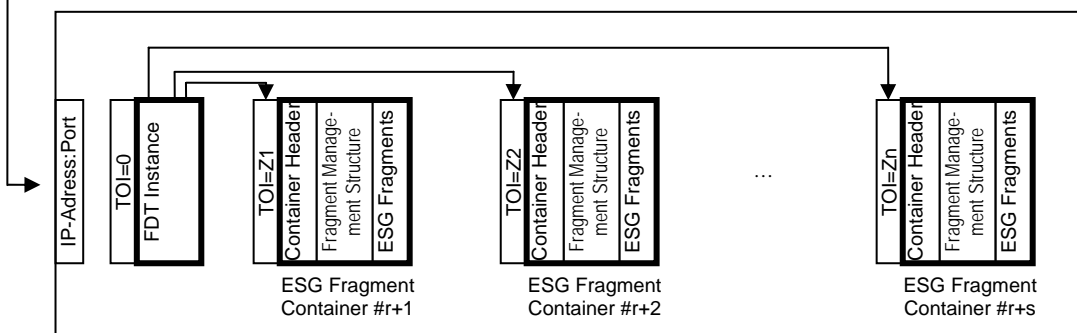 IP-Adress:Port
TOI=0
FDT Instance
TOI=Z1
Container Header
Fragment Manage-
ment Structure
ESG Fragments
TOI=Z2
Container Header
Fragment Manage-
ment Structure
ESG Fragments
...
TOI=Zn
Container Header
Fragment Manage-
ment Structure
ESG Fragments
ESG Fragment
Container #r+1
ESG Fragment
Container #r+2
ESG Fragment
Container #r+s